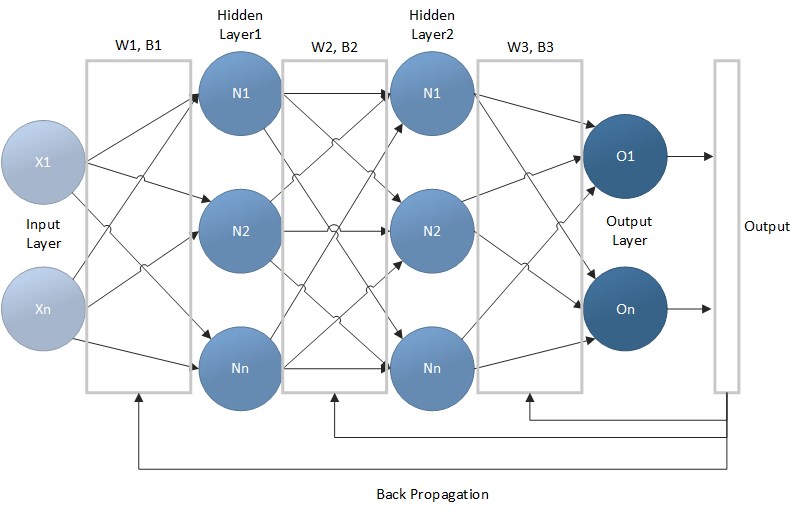 Hidden
Layer1
Hidden
Layer2
W1, B1
W2, B2
W3, B3
N1
N1
X1
O1
Input
Layer
N2
N2
Output
Layer
Output
Xn
On
Nn
Nn
Back Propagation